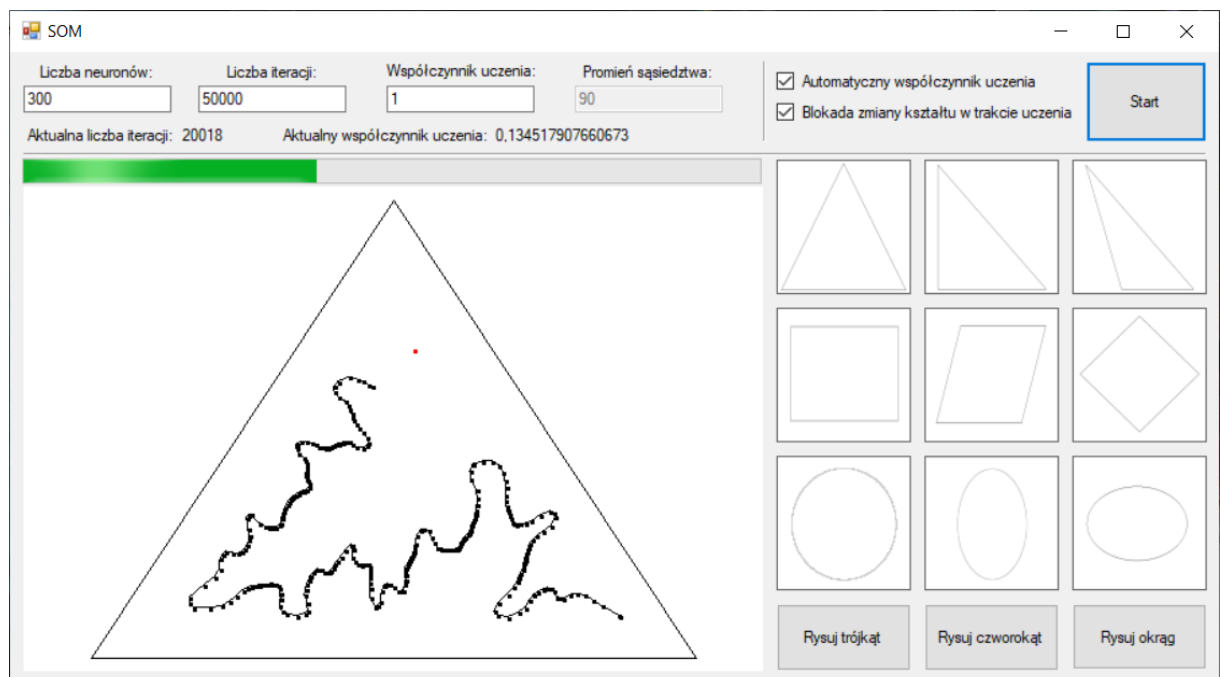 SOM
Liczba neuronów:
Liczba iteracji:
Współczynnik uczenia:
Promień sąsiedztwa:
300
50000
1
90
Aktualna liczba iteracji: 20018
Aktualny współczynnik uczenia: 0,134517907660673
Automatyczny współczynnik uczenia
Blokada zmiany kształtu w trakcie uczenia
Start
Rysuj trójkąt
Rysuj czworokąt
Rysuj okrąg